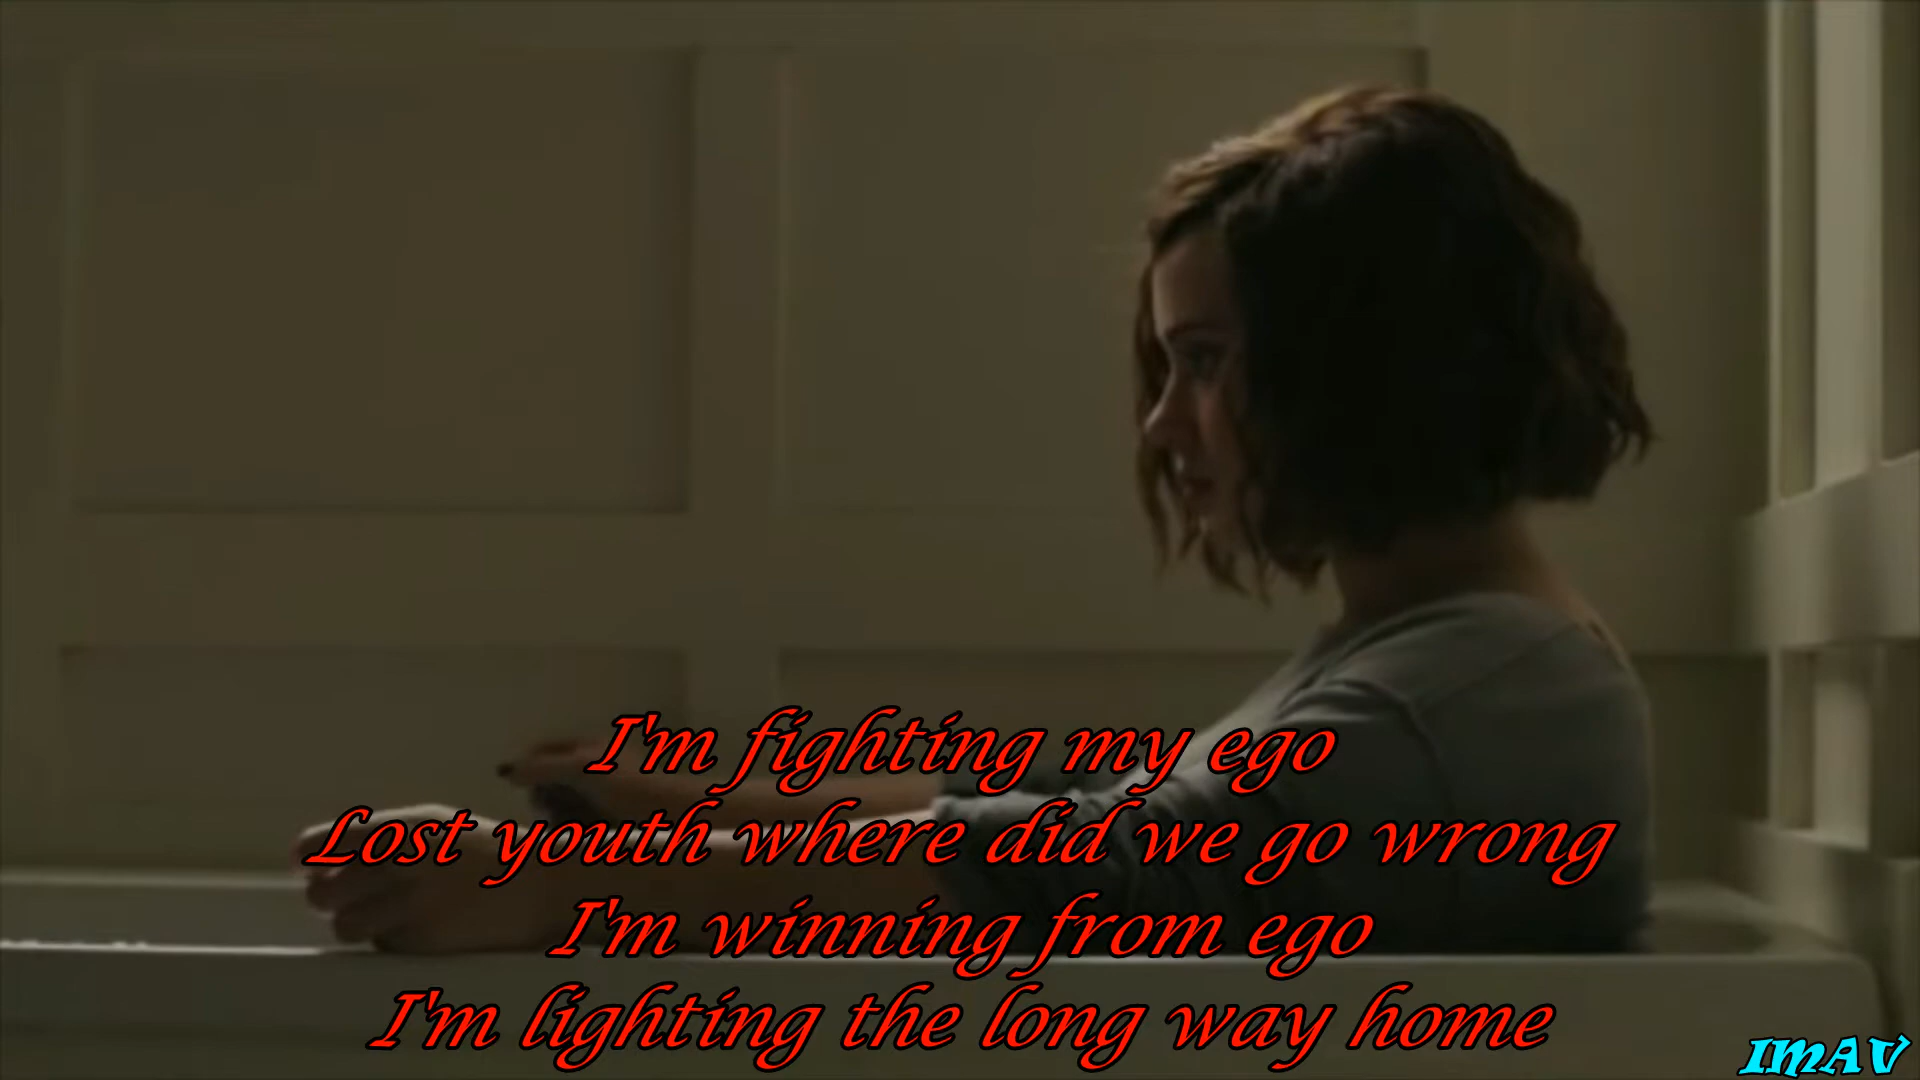 I'm fighting my ego
Lost youth where did we go wrong
I'm winning from ego
I'm lighting the long way home
IMAV